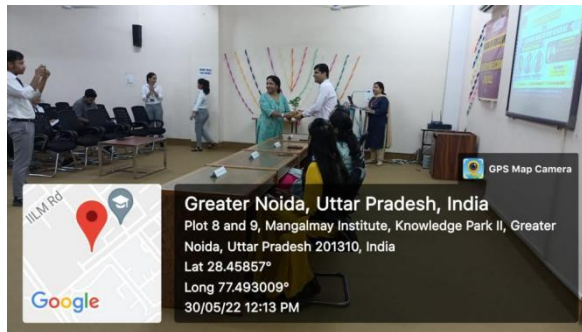 GPS Map Camera
IILM Rd
Google
Greater Noida, Uttar Pradesh, India
Plot 8 and 9, Mangalmay Institute, Knowledge Park II, Greater
Noida, Uttar Pradesh 201310, India
Lat 28.45857°
Long 77.493009°
30/05/22 12:13 PM